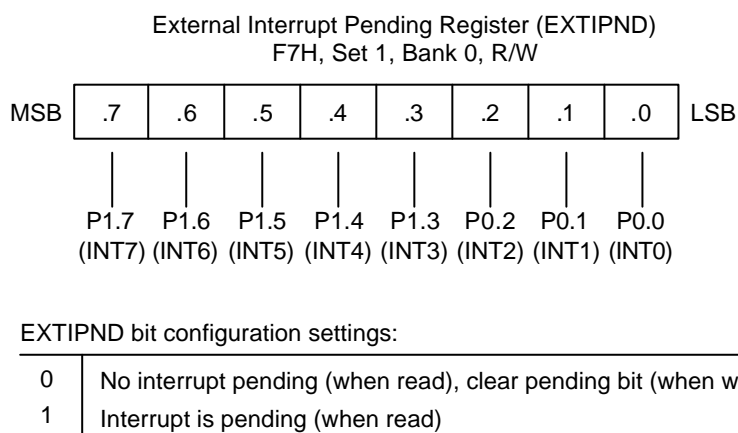 External Interrupt Pending Register (EXTIPND)
F7H, Set 1, Bank 0, R/W
MSB .7 .6 .5 .4 .3 .2 .1 .0 LSB
P1.7 P1.6 P1.5 P1.4 P1.3 P0.2 P0.1 P0.0
(INT7) (INT6) (INT5) (INT4) (INT3) (INT2) (INT1) (INT0)
EXTIPND bit configuration settings:
0 No interrupt pending (when read), clear pending bit (when
1 Interrupt is pending (when read)